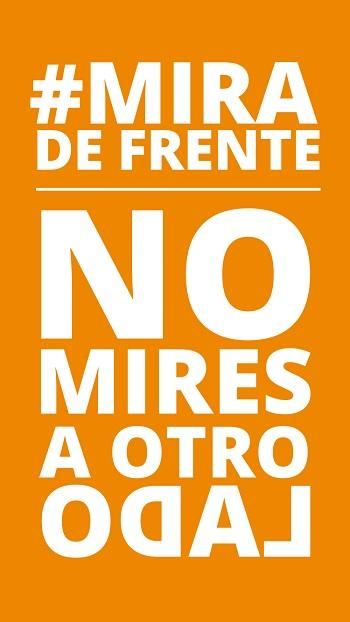 #MIRA
DE FRENTE
NO
MIRES
A OTRO
LADO